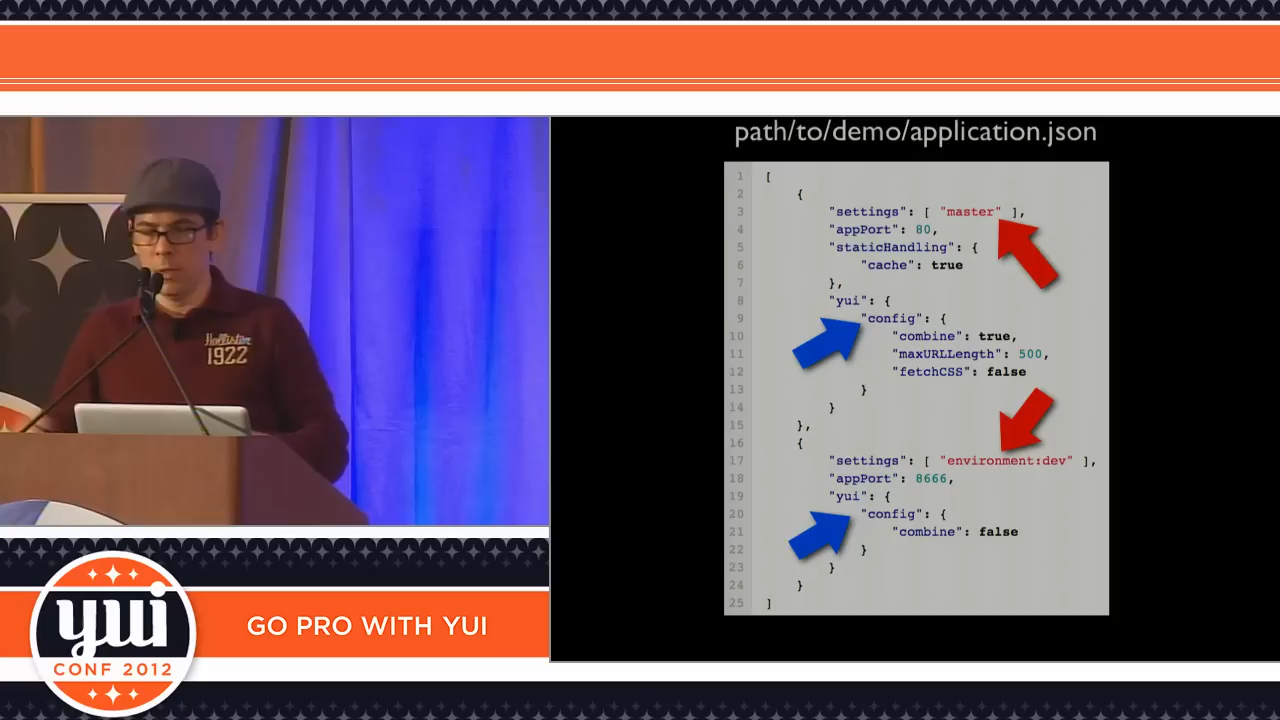 path/to/demo/application.json
1 [
2 {
3 "settings": [ "master" ],
4 "appPort": 80,
5 "staticHandling": {
6 "cache": true
7 },
8 "yui": {
9 "config": {
10 "combine": true,
11 "maxURLLength": 500,
12 "fetchCSS": false
13 }
14 }
15 },
16 {
17 "settings": [ "environment:dev" ],
18 "appPort": 8666,
19 "yui": {
20 "config": {
21 "combine": false
22 }
23 }
24 }
25 ]
Hollister
1922
yui
CONF 2012
GO PRO WITH YUI